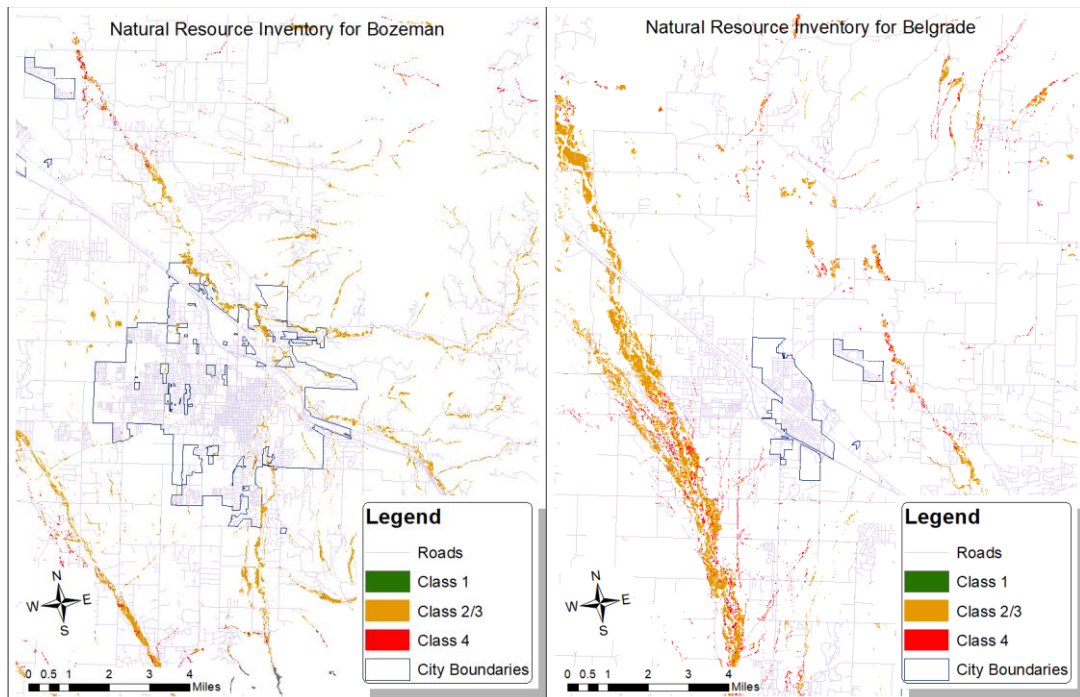 Natural Resource Inventory for Bozeman
Legend
Roads
Class 1
Class 2/3
Class 4
City Boundaries
N
W E
S
0 0.5 1 2 3 4
Miles
Natural Resource Inventory for Belgrade
Legend
Roads
Class 1
Class 2/3
Class 4
City Boundaries
N
W E
S
0 0.5 1 2 3 4
Miles